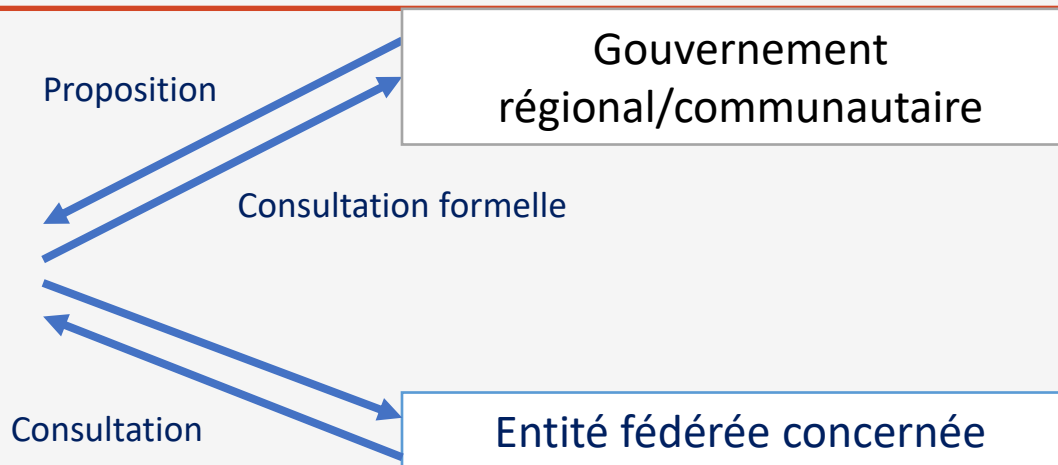 Gouvernement
régional/communautaire
Proposition
Consultation formelle
Consultation
Entité fédérée concernée